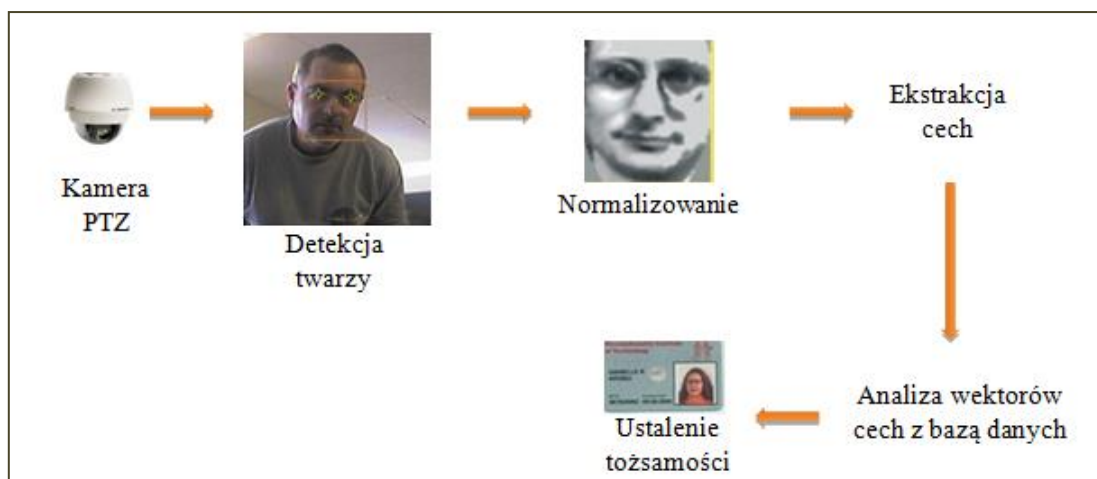 Kamera
PTZ
Detekcja
twarzy
Normalizowanie
Ekstrakcja
cech
Analiza wektorów
cech z bazą danych
Ustalenie
tożsamości